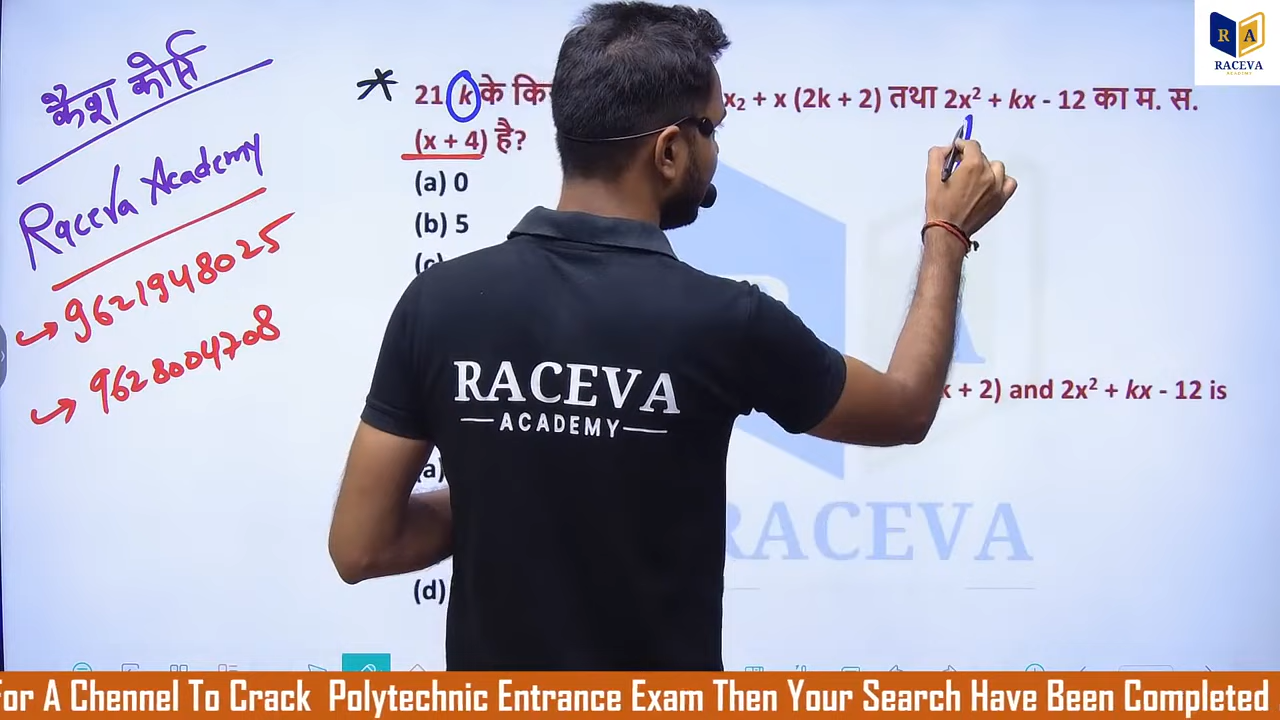 कैश कोर्स
Raceva Academy
→ 9621948025
→ 9628004708
* 21 k के x₂ + x (2k + 2) तथा 2x² + kx - 12 का म. स.
(x + 4) है?
(a) 0
(b) 5
+ 2) and 2x² + kx - 12 is
(a)
(d)
RACEVA
ACADEMY
RACEVA
R A
RACEVA
ACADEMY
For A Chennel To Crack Polytechnic Entrance Exam Then Your Search Have Been Completed